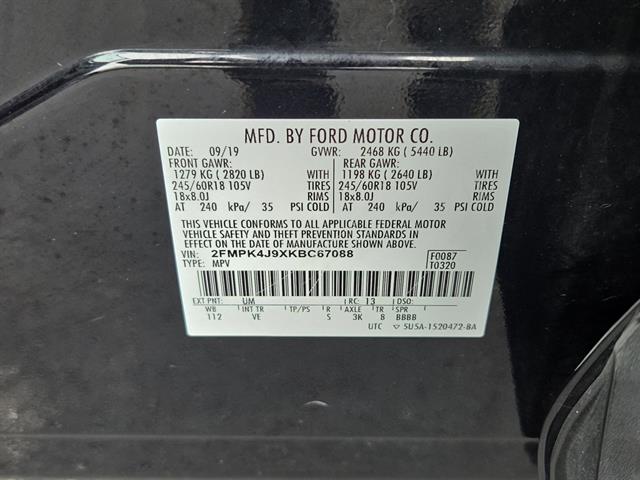 MFD. BY FORD MOTOR CO.
DATE: 09/19 GVWR: 2468 KG ( 5440 LB)
FRONT GAWR: REAR GAWR:
1279 KG ( 2820 LB) WITH 1198 KG ( 2640 LB) WITH
245/60R18 105V TIRES 245/60R18 105V TIRES
18x8.0J RIMS 18x8.0J RIMS
AT 240 kPa/ 35 PSI COLD AT 240 kPa/ 35 PSI COLD
THIS VEHICLE CONFORMS TO ALL APPLICABLE FEDERAL MOTOR
VEHICLE SAFETY AND THEFT PREVENTION STANDARDS IN
EFFECT ON THE DATE OF MANUFACTURE SHOWN ABOVE.
VIN: 2FMPK4J9XKBC67088 F0087
TYPE: MPV T0320
EXT PNT: UM RC: 13 DSO:
WB INT TR TP/PS R AXLE TR SPR
112 VE S 3K 8 BBBB
UTC ▽ 5U5A-1520472-BA